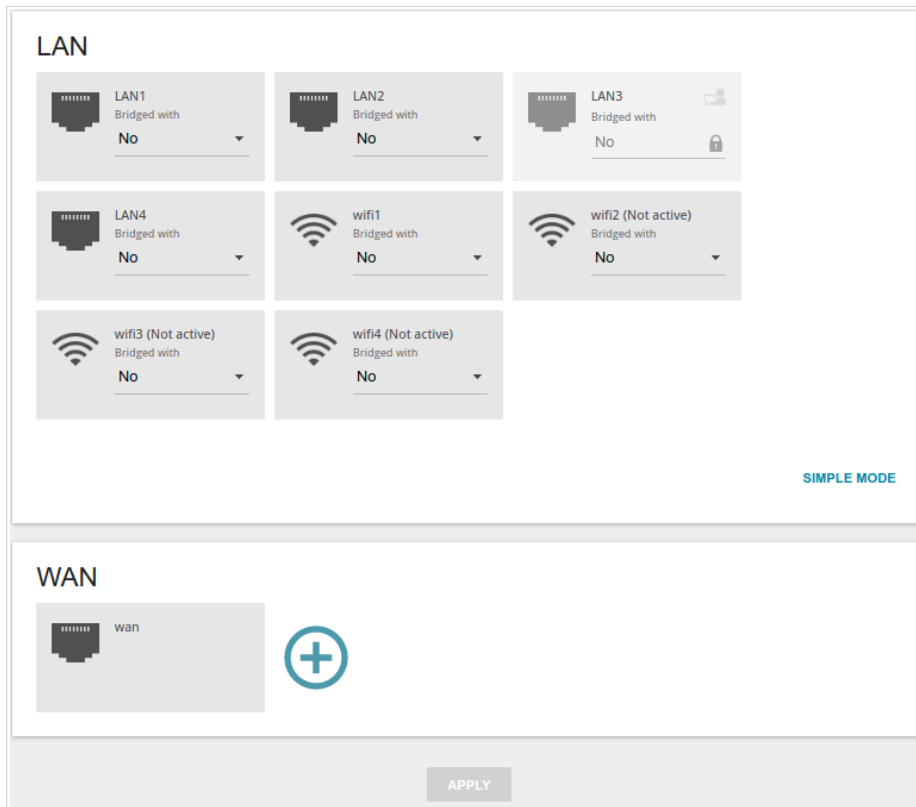 LAN
LAN1
Bridged with
No
LAN2
Bridged with
No
LAN3
Bridged with
No
LAN4
Bridged with
No
wifi1
Bridged with
No
wifi2 (Not active)
Bridged with
No
wifi3 (Not active)
Bridged with
No
wifi4 (Not active)
Bridged with
No
SIMPLE MODE
WAN
wan
APPLY